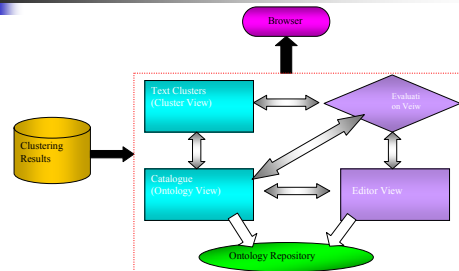 Browser
Text Clusters
(Cluster View)
Evaluati
on Veiw
Clustering
Results
Catalogue
(Ontology View)
Editor View
Ontology Repository